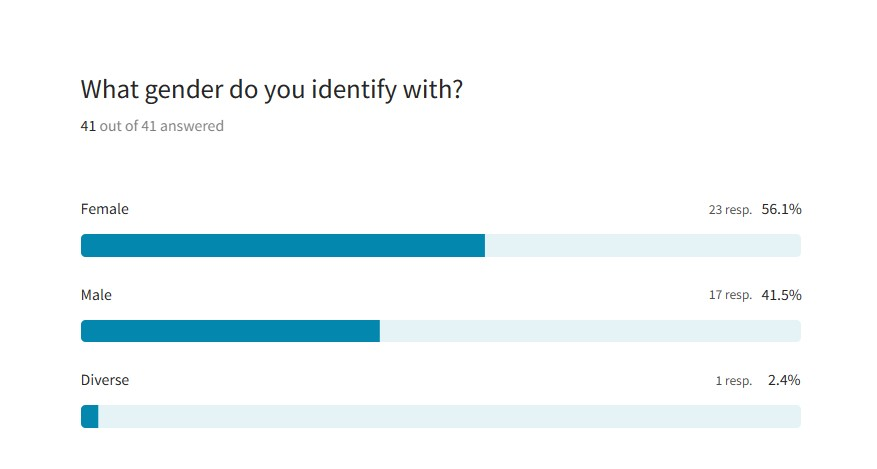 What gender do you identify with?
41 out of 41 answered
Female 23 resp. 56.1%
Male 17 resp. 41.5%
Diverse 1 resp. 2.4%